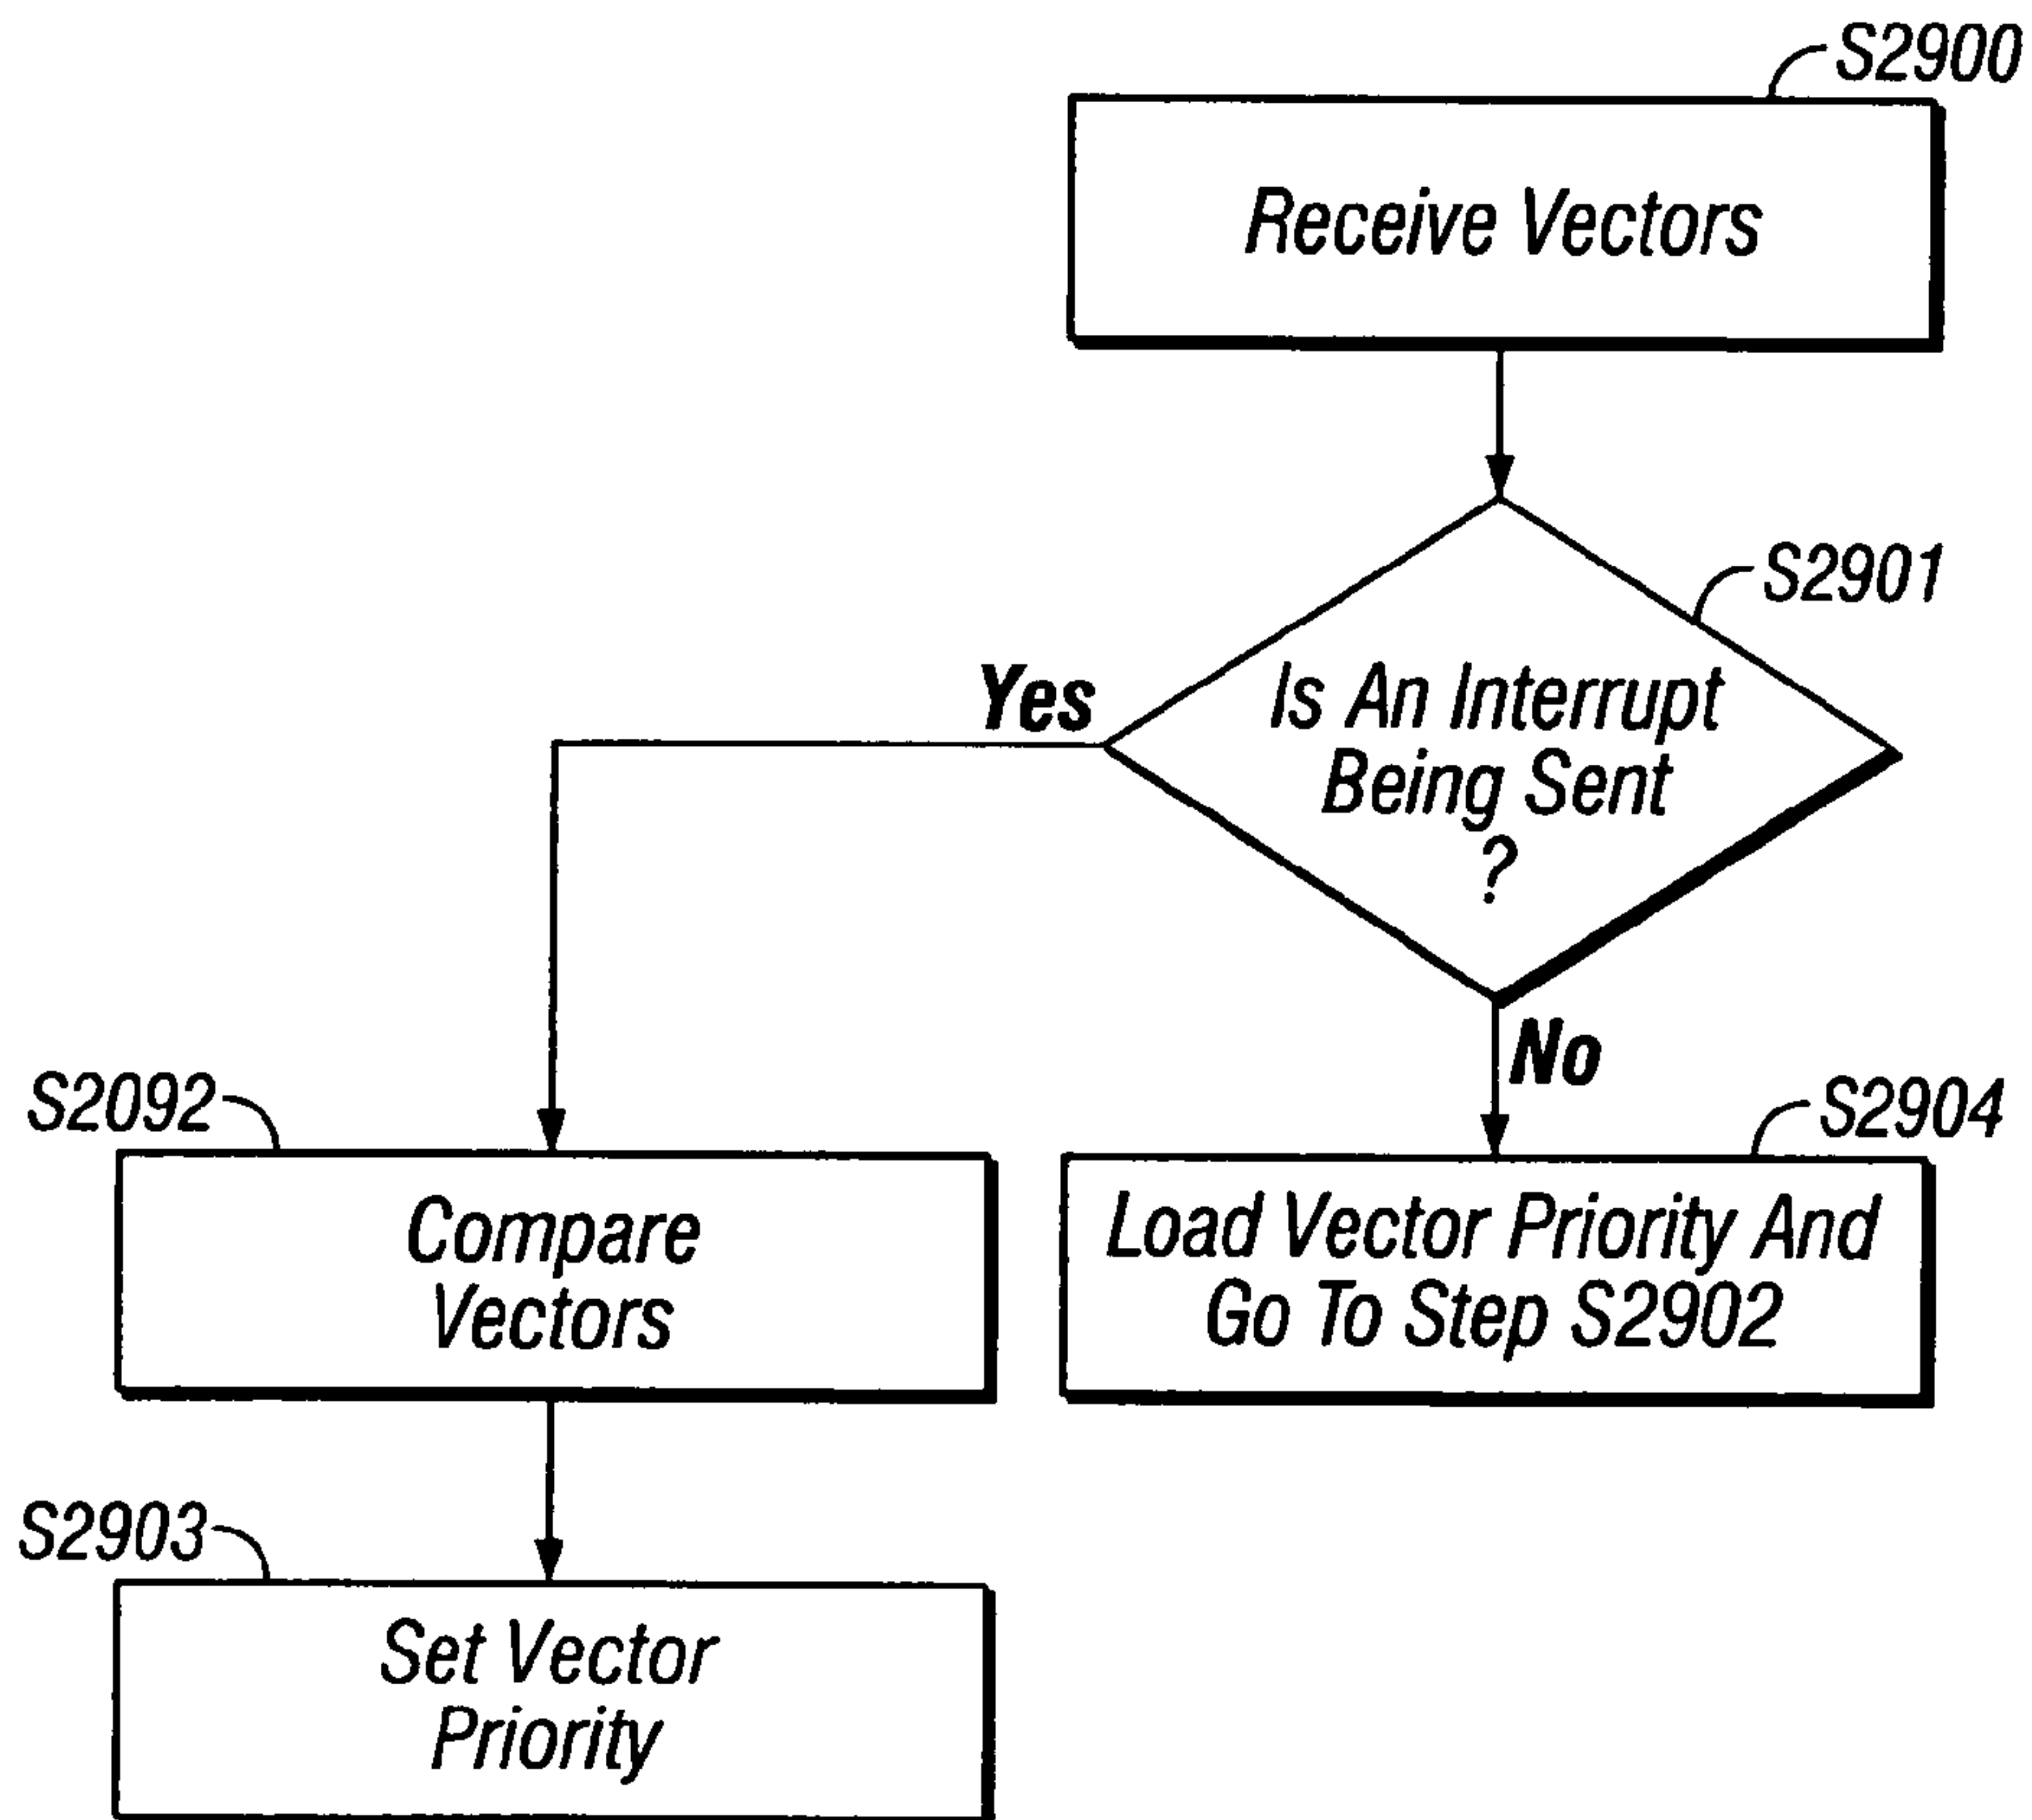 S2900
Receive Vectors
S2901
Is An Interrupt
Being Sent
?
Yes
No
S2092
Compare
Vectors
S2904
Load Vector Priority And
Go To Step S2902
S2903
Set Vector
Priority